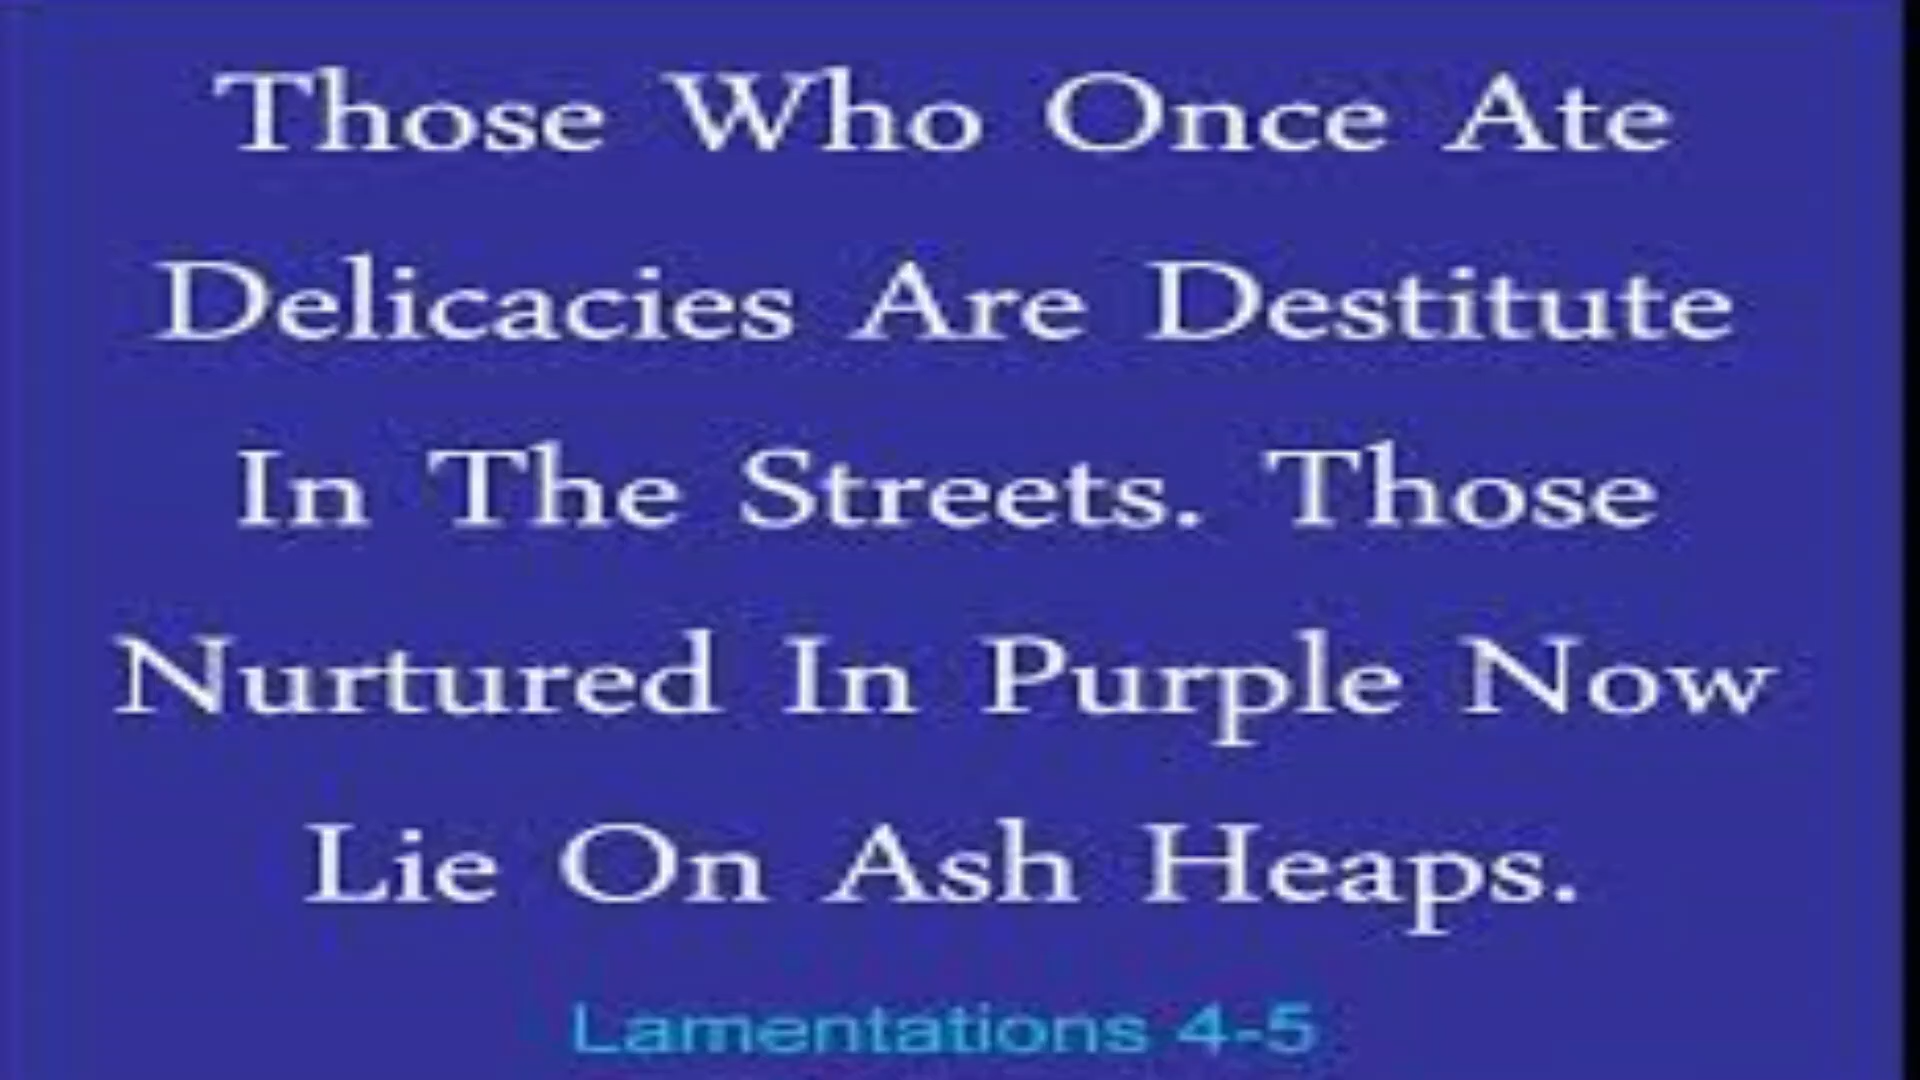 Those Who Once Ate
Delicacies Are Destitute
In The Streets. Those
Nurtured In Purple Now
Lie On Ash Heaps.
Lamentations 4-5